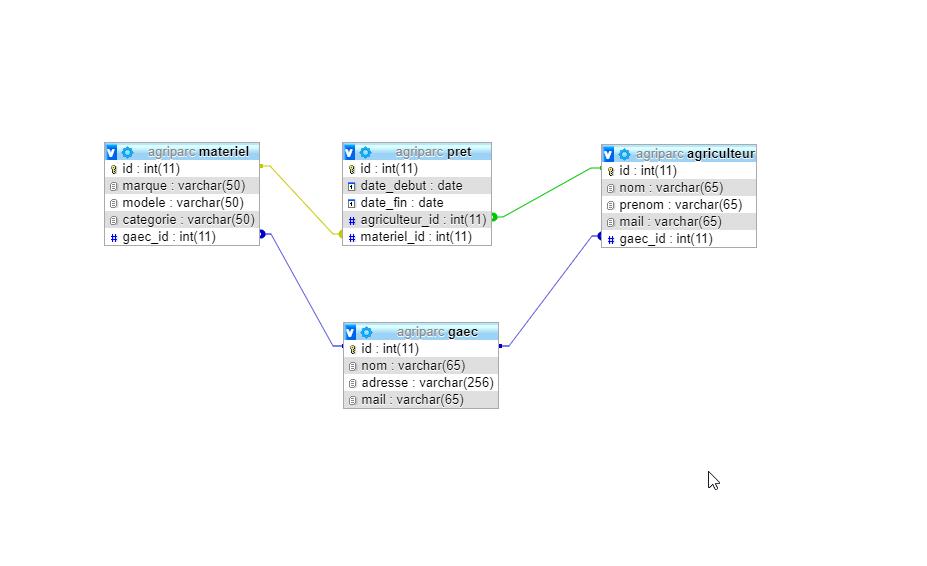 agriparc materiel
id : int(11)
marque : varchar(50)
modele : varchar(50)
categorie : varchar(50)
gaec_id : int(11)
agriparc pret
id : int(11)
date_debut : date
date_fin : date
agriculteur_id : int(11)
materiel_id : int(11)
agriparc agriculteur
id : int(11)
nom : varchar(65)
prenom : varchar(65)
mail : varchar(65)
gaec_id : int(11)
agriparc gaec
id : int(11)
nom : varchar(65)
adresse : varchar(256)
mail : varchar(65)